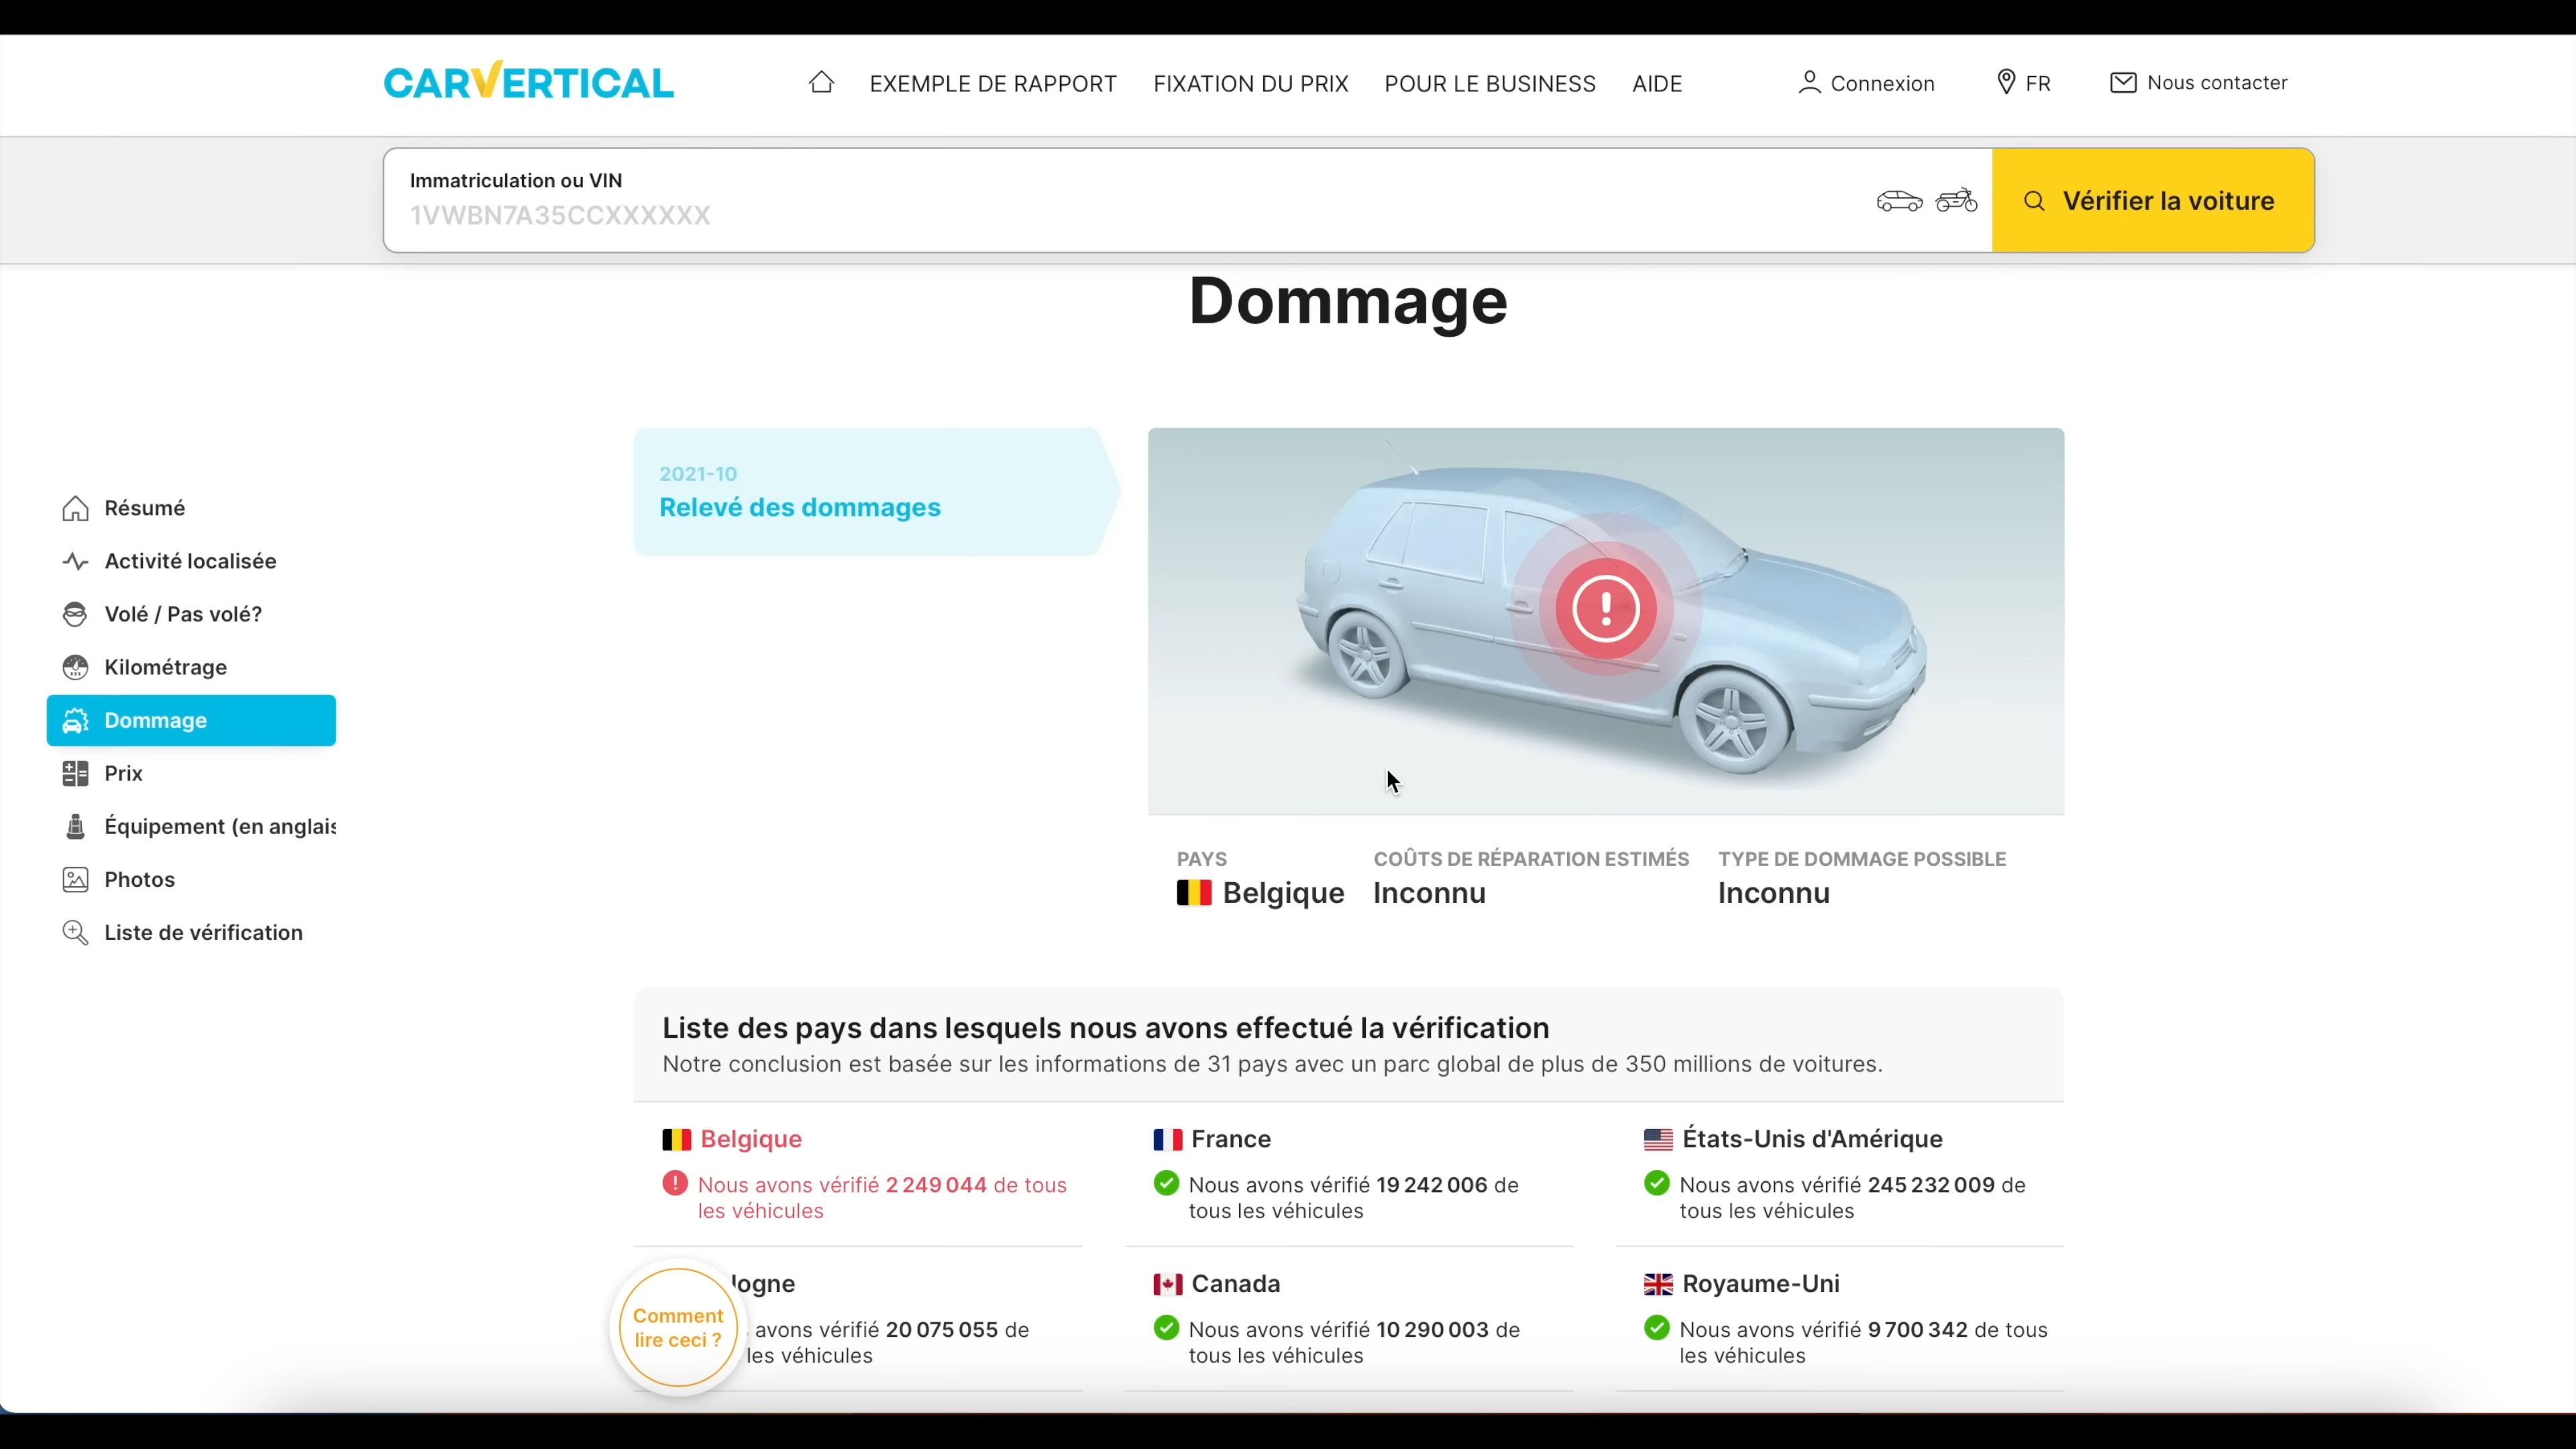 CARVERTICAL
EXEMPLE DE RAPPORT
FIXATION DU PRIX
POUR LE BUSINESS
AIDE
Connexion
FR
Nous contacter
Immatriculation ou VIN
1VWBN7A35CCXXXXXX
Vérifier la voiture
Dommage
Résumé
Activité localisée
Volé / Pas volé?
Kilométrage
Dommage
Prix
Équipement (en anglais
Photos
Liste de vérification
2021-10
Relevé des dommages
PAYS
Belgique
COÛTS DE RÉPARATION ESTIMÉS
Inconnu
TYPE DE DOMMAGE POSSIBLE
Inconnu
Liste des pays dans lesquels nous avons effectué la vérification
Notre conclusion est basée sur les informations de 31 pays avec un parc global de plus de 350 millions de voitures.
Belgique
Nous avons vérifié 2 249 044 de tous
les véhicules
France
Nous avons vérifié 19 242 006 de
tous les véhicules
États-Unis d'Amérique
Nous avons vérifié 245 232 009 de
tous les véhicules
logne
avons vérifié 20 075 055 de
les véhicules
Canada
Nous avons vérifié 10 290 003 de
tous les véhicules
Royaume-Uni
Nous avons vérifié 9 700 342 de tous
les véhicules
Comment
lire ceci ?